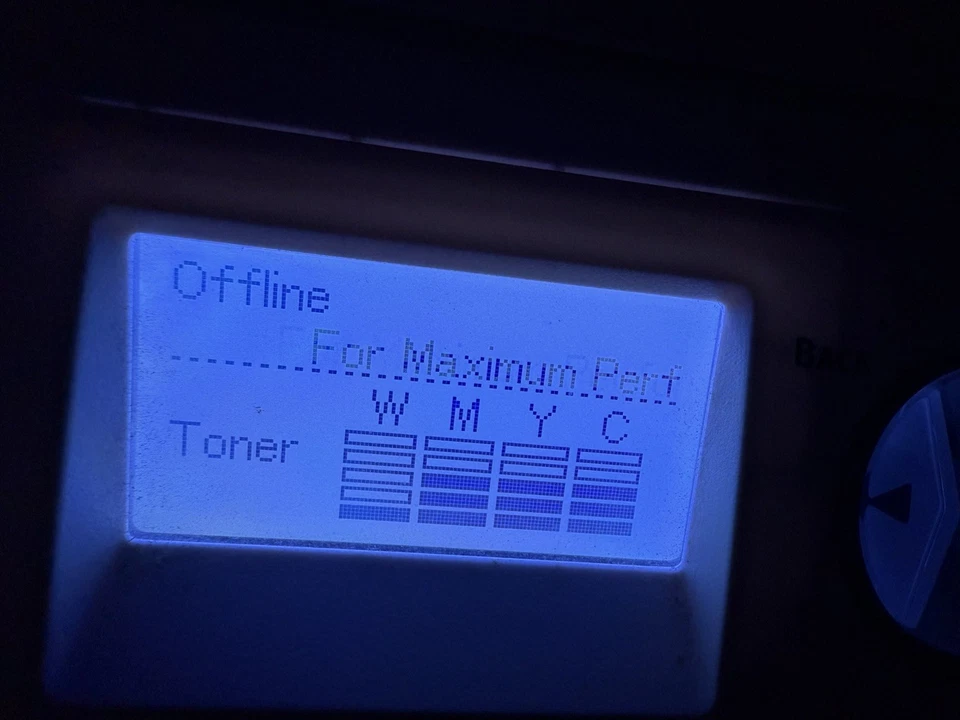 Offline
For Maximum Perf
W M Y C
Toner